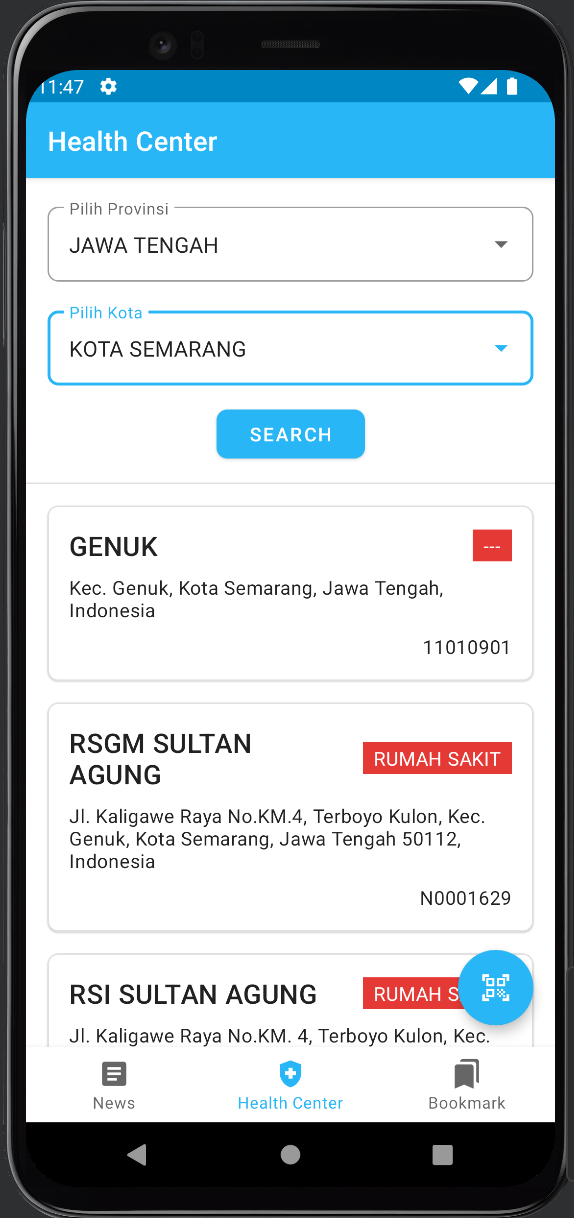 11:47
Health Center
Pilih Provinsi
JAWA TENGAH
Pilih Kota
KOTA SEMARANG
SEARCH
GENUK
---
Kec. Genuk, Kota Semarang, Jawa Tengah,
Indonesia
11010901
RSGM SULTAN
AGUNG
RUMAH SAKIT
Jl. Kaligawe Raya No.KM.4, Terboyo Kulon, Kec.
Genuk, Kota Semarang, Jawa Tengah 50112,
Indonesia
N0001629
RSI SULTAN AGUNG
RUMAH S
Jl. Kaligawe Raya No.KM. 4, Terboyo Kulon, Kec.
News
Health Center
Bookmark